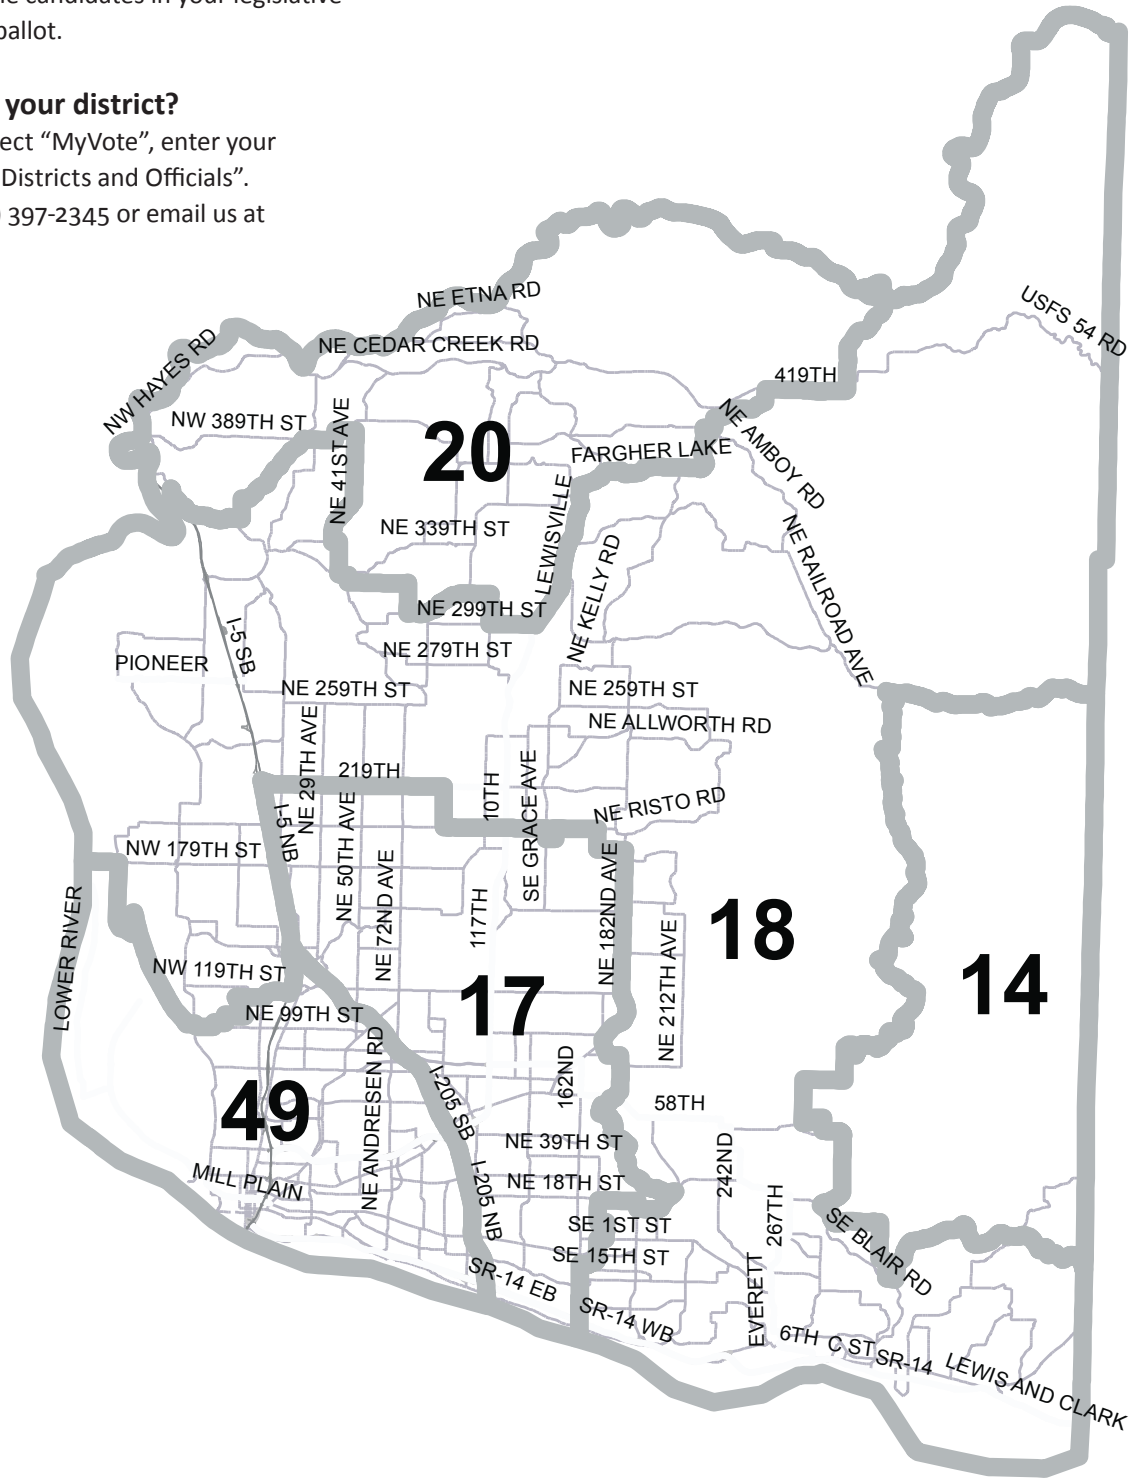 e candidates in your legislative
ballot.
your district?
ect “MyVote”, enter your
Districts and Officials”.
397-2345 or email us at
NE ETNA RD
USFS 54 RD
NW HAYES RD
NE CEDAR CREEK RD
419TH
NW 389TH ST
NE 41ST AVE
20
NE AMBOY RD
FARGHER LAKE
LEWISVILLE
NE 339TH ST
NE KELLY RD
NE RAILROAD AVE
NE 299TH ST
I-5 SB
NE 279TH ST
PIONEER
NE 259TH ST
NE 259TH ST
NE ALLWORTH RD
NE 29TH AVE
219TH
10TH
SE GRACE AVE
NE RISTO RD
I-5 NB
NE 50TH AVE
NW 179TH ST
NE 72ND AVE
117TH
NE 182ND AVE
18
LOWER RIVER
NE 212TH AVE
NW 119TH ST
14
17
NE 99TH ST
NE ANDRESEN RD
49
I-205 SB
162ND
58TH
NE 39TH ST
242ND
MILL PLAIN
NE 18TH ST
I-205 NB
267TH
SE 1ST ST
SE 15TH ST
SE BLAIR RD
SR-14 EB
EVERETT
SR-14 WB
6TH
C ST
SR-14
LEWIS AND CLARK